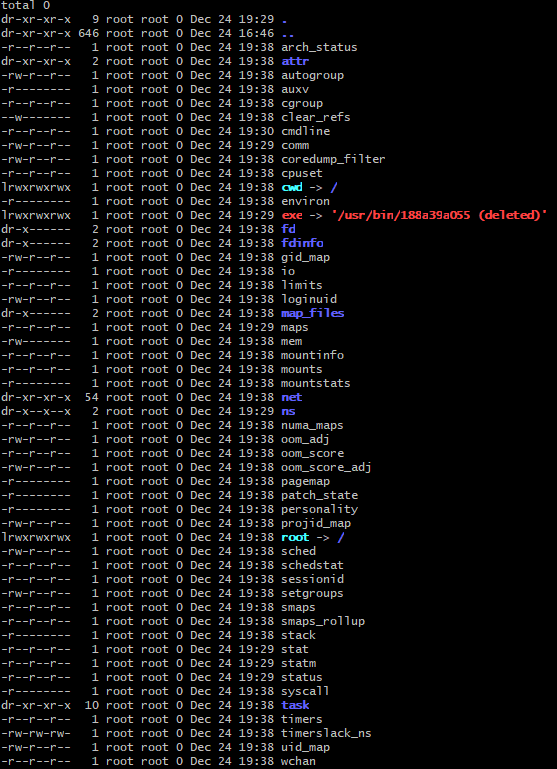 total 0
dr-xr-xr-x   9 root root 0 Dec 24 19:29 .
dr-xr-xr-x 646 root root 0 Dec 24 16:46 ..
-r--r--r--   1 root root 0 Dec 24 19:38 arch_status
dr-xr-xr-x   2 root root 0 Dec 24 19:38 attr
-rw-r--r--   1 root root 0 Dec 24 19:38 autogroup
-r--------   1 root root 0 Dec 24 19:38 auxv
-r--r--r--   1 root root 0 Dec 24 19:38 cgroup
--w-------   1 root root 0 Dec 24 19:38 clear_refs
-r--r--r--   1 root root 0 Dec 24 19:30 cmdline
-rw-r--r--   1 root root 0 Dec 24 19:29 comm
-rw-r--r--   1 root root 0 Dec 24 19:38 coredump_filter
-r--r--r--   1 root root 0 Dec 24 19:38 cpuset
lrwxrwxrwx   1 root root 0 Dec 24 19:38 cwd -> /
-r--------   1 root root 0 Dec 24 19:38 environ
lrwxrwxrwx   1 root root 0 Dec 24 19:29 exe -> '/usr/bin/188a39a055 (deleted)'
dr-x------   2 root root 0 Dec 24 19:38 fd
dr-x------   2 root root 0 Dec 24 19:38 fdinfo
-rw-r--r--   1 root root 0 Dec 24 19:38 gid_map
-r--------   1 root root 0 Dec 24 19:38 io
-r--r--r--   1 root root 0 Dec 24 19:38 limits
-rw-r--r--   1 root root 0 Dec 24 19:38 loginuid
dr-x------   2 root root 0 Dec 24 19:38 map_files
-r--r--r--   1 root root 0 Dec 24 19:29 maps
-rw-------   1 root root 0 Dec 24 19:38 mem
-r--r--r--   1 root root 0 Dec 24 19:38 mountinfo
-r--r--r--   1 root root 0 Dec 24 19:38 mounts
-r--------   1 root root 0 Dec 24 19:38 mountstats
dr-xr-xr-x  54 root root 0 Dec 24 19:38 net
dr-x--x--x   2 root root 0 Dec 24 19:29 ns
-r--r--r--   1 root root 0 Dec 24 19:38 numa_maps
-rw-r--r--   1 root root 0 Dec 24 19:38 oom_adj
-r--r--r--   1 root root 0 Dec 24 19:38 oom_score
-rw-r--r--   1 root root 0 Dec 24 19:38 oom_score_adj
-r--------   1 root root 0 Dec 24 19:38 pagemap
-r--------   1 root root 0 Dec 24 19:38 patch_state
-r--------   1 root root 0 Dec 24 19:38 personality
-rw-r--r--   1 root root 0 Dec 24 19:38 projid_map
lrwxrwxrwx   1 root root 0 Dec 24 19:38 root -> /
-rw-r--r--   1 root root 0 Dec 24 19:38 sched
-r--r--r--   1 root root 0 Dec 24 19:38 schedstat
-r--r--r--   1 root root 0 Dec 24 19:38 sessionid
-rw-r--r--   1 root root 0 Dec 24 19:38 setgroups
-r--r--r--   1 root root 0 Dec 24 19:38 smaps
-r--r--r--   1 root root 0 Dec 24 19:38 smaps_rollup
-r--------   1 root root 0 Dec 24 19:38 stack
-r--r--r--   1 root root 0 Dec 24 19:29 stat
-r--r--r--   1 root root 0 Dec 24 19:29 statm
-r--r--r--   1 root root 0 Dec 24 19:29 status
-r--------   1 root root 0 Dec 24 19:38 syscall
dr-xr-xr-x  10 root root 0 Dec 24 19:38 task
-r--r--r--   1 root root 0 Dec 24 19:38 timers
-rw-rw-rw-   1 root root 0 Dec 24 19:38 timerslack_ns
-rw-r--r--   1 root root 0 Dec 24 19:38 uid_map
-r--r--r--   1 root root 0 Dec 24 19:38 wchan